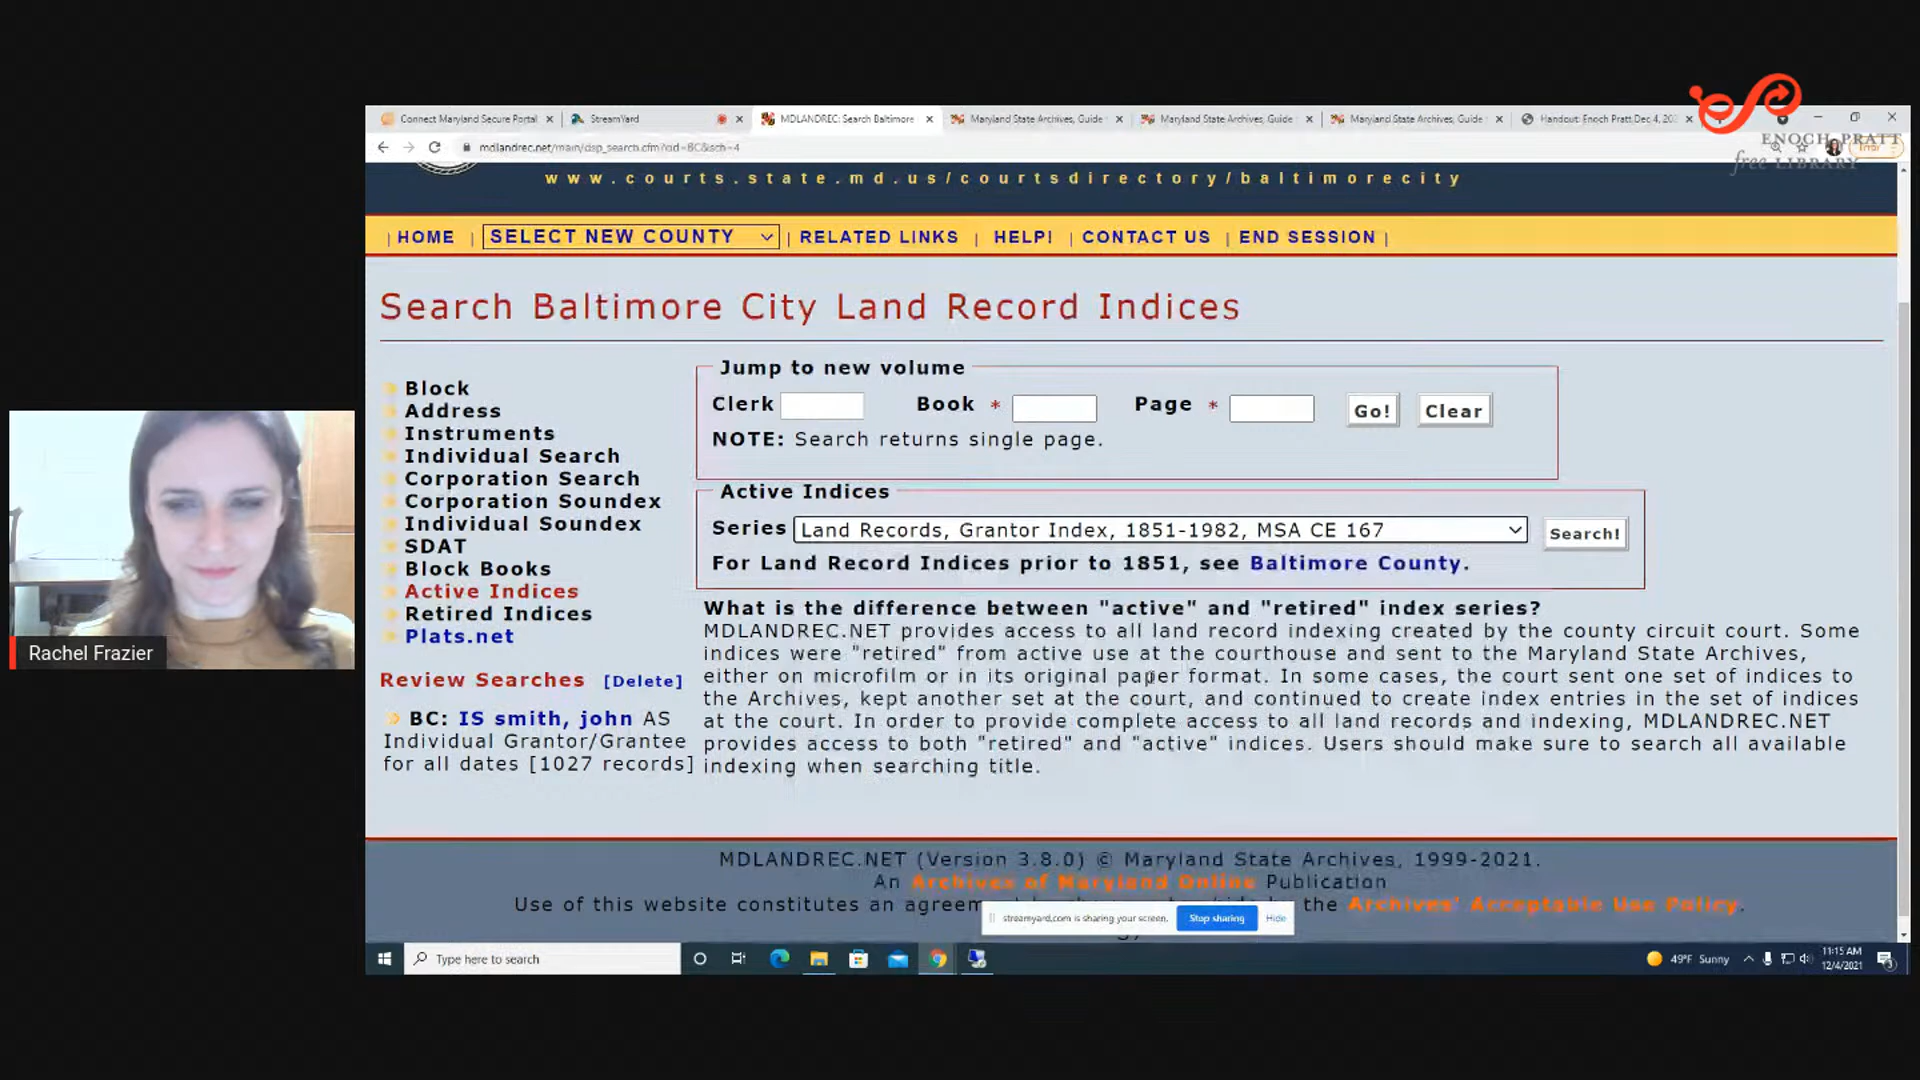 Connect Maryland Secure Portal
StreamYard
MDLANDREC: Search Baltimore
Maryland State Archives, Guide
Maryland State Archives, Guide
Maryland State Archives, Guide
Handout: Enoch Pratt Dec 4, 202
ENOCH PRATT
free LIBRARY
mdlandrec.net/main/dsp_search.cfm?cid=BC&sch=4
Error
www.courts.state.md.us/courtsdirectory/baltimorecity
| HOME | SELECT NEW COUNTY | RELATED LINKS | HELP! | CONTACT US | END SESSION |
Search Baltimore City Land Record Indices
Block
Address
Instruments
Individual Search
Corporation Search
Corporation Soundex
Individual Soundex
SDAT
Block Books
Active Indices
Retired Indices
Plats.net
Review Searches [Delete]
BC: IS smith, john AS
Individual Grantor/Grantee
for all dates [1027 records]
Jump to new volume
Clerk Book * Page * Go! Clear
NOTE: Search returns single page.
Active Indices
Series Land Records, Grantor Index, 1851-1982, MSA CE 167 Search!
For Land Record Indices prior to 1851, see Baltimore County.
What is the difference between "active" and "retired" index series?
MDLANDREC.NET provides access to all land record indexing created by the county circuit court. Some
indices were "retired" from active use at the courthouse and sent to the Maryland State Archives,
either on microfilm or in its original paper format. In some cases, the court sent one set of indices to
the Archives, kept another set at the court, and continued to create index entries in the set of indices
at the court. In order to provide complete access to all land records and indexing, MDLANDREC.NET
provides access to both "retired" and "active" indices. Users should make sure to search all available
indexing when searching title.
Rachel Frazier
MDLANDREC.NET (Version 3.8.0) © Maryland State Archives, 1999-2021.
An Archives of Maryland Online Publication
Use of this website constitutes an agreem the Archives' Acceptable Use Policy.
streamyard.com is sharing your screen. Stop sharing Hide
Type here to search
49°F Sunny
11:15 AM
12/4/2021
3